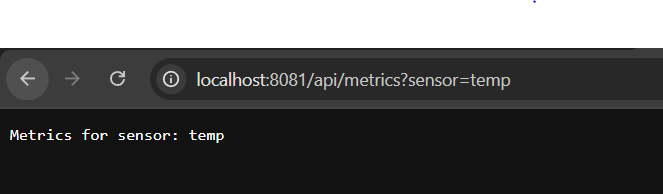 localhost:8081/api/metrics?sensor=temp
Metrics for sensor: temp